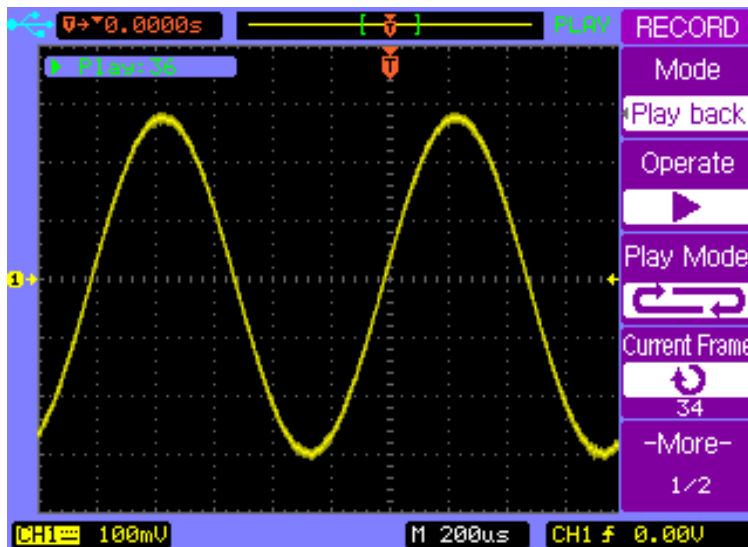 T→▼0.0000s
T
PLAY
RECORD
▶ Play:36
T
Mode
Play back
Operate
Play Mode
Current Frame
34
-More-
1/2
1
CH1 100mV
M 200us
CH1 0.00V